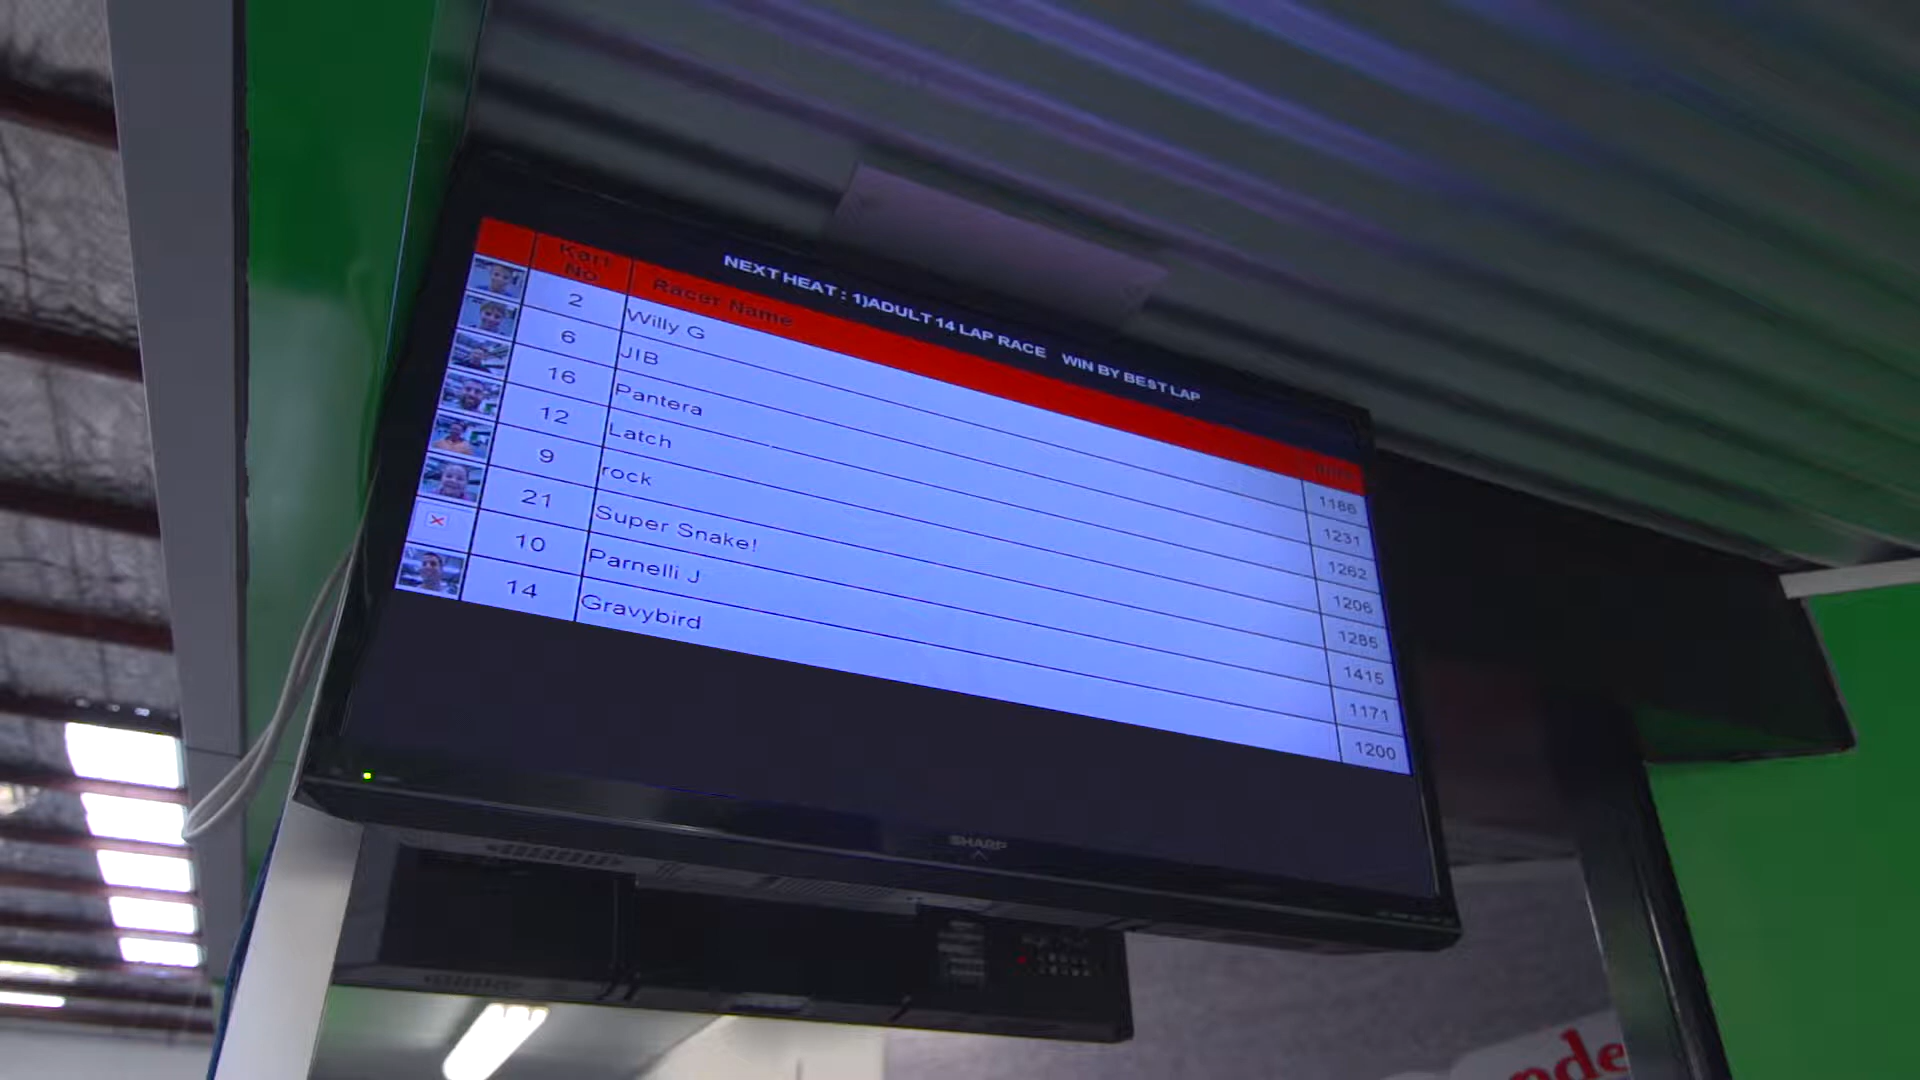 NEXT HEAT : 1)ADULT 14 LAP RACE WIN BY BEST LAP
Kart No Racer Name
2 Willy G 1186
6 JIB 1231
16 Pantera 1262
12 Latch 1206
9 rock 1285
21 Super Snake! 1415
10 Parnelli J 1171
14 Gravybird 1200
SHARP
nde